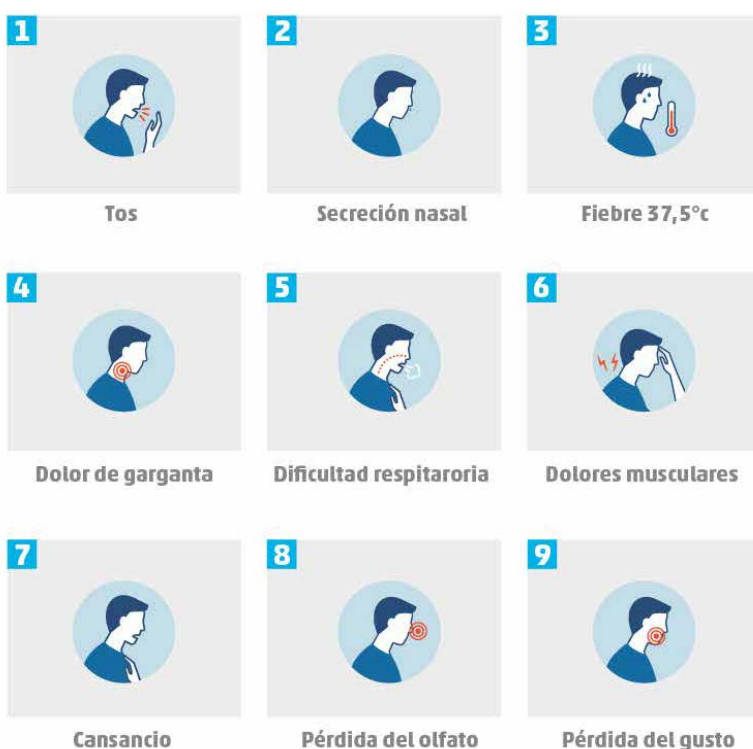 1
2
3
Tos
Secreción nasal
Fiebre 37,5°c
4
5
6
Dolor de garganta
Dificultad respitaroria
Dolores musculares
7
8
9
Cansancio
Pérdida del olfato
Pérdida del gusto